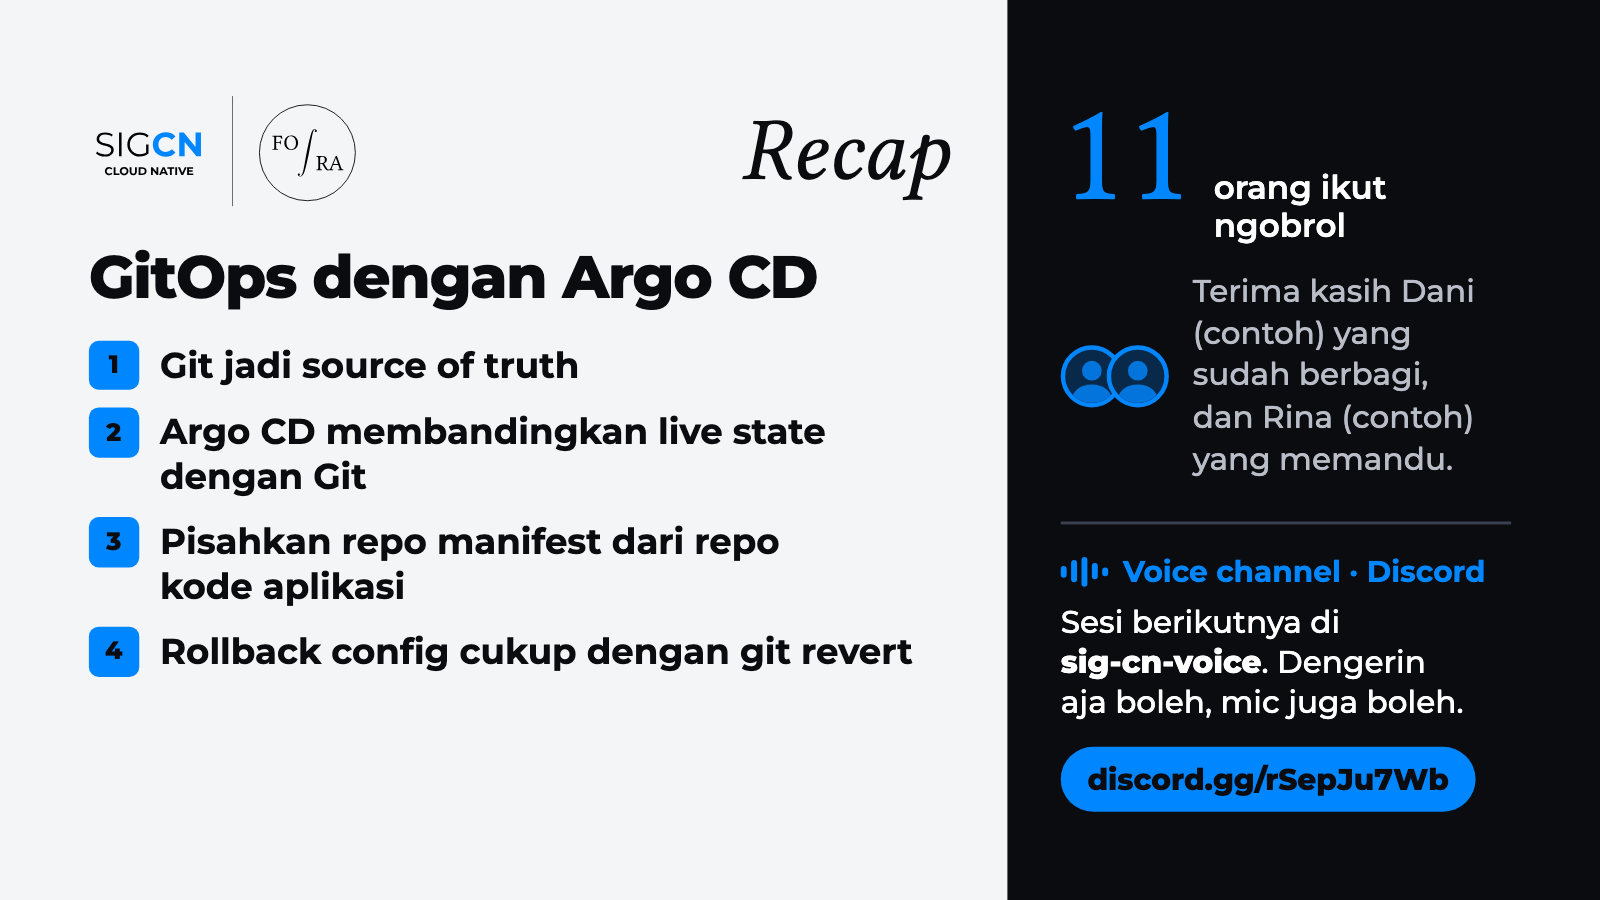 SIGCN
CLOUD NATIVE
FO
RA
Recap
GitOps dengan Argo CD
1 Git jadi source of truth
2 Argo CD membandingkan live state
dengan Git
3 Pisahkan repo manifest dari repo
kode aplikasi
4 Rollback config cukup dengan git revert
11 orang ikut
ngobrol
Terima kasih Dani
(contoh) yang
sudah berbagi,
dan Rina (contoh)
yang memandu.
Voice channel · Discord
Sesi berikutnya di
sig-cn-voice. Dengerin
aja boleh, mic juga boleh.
discord.gg/rSepJu7Wb